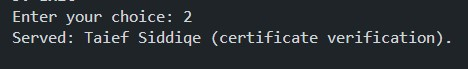 Enter your choice: 2
Served: Taief Siddiqe (certificate verification).